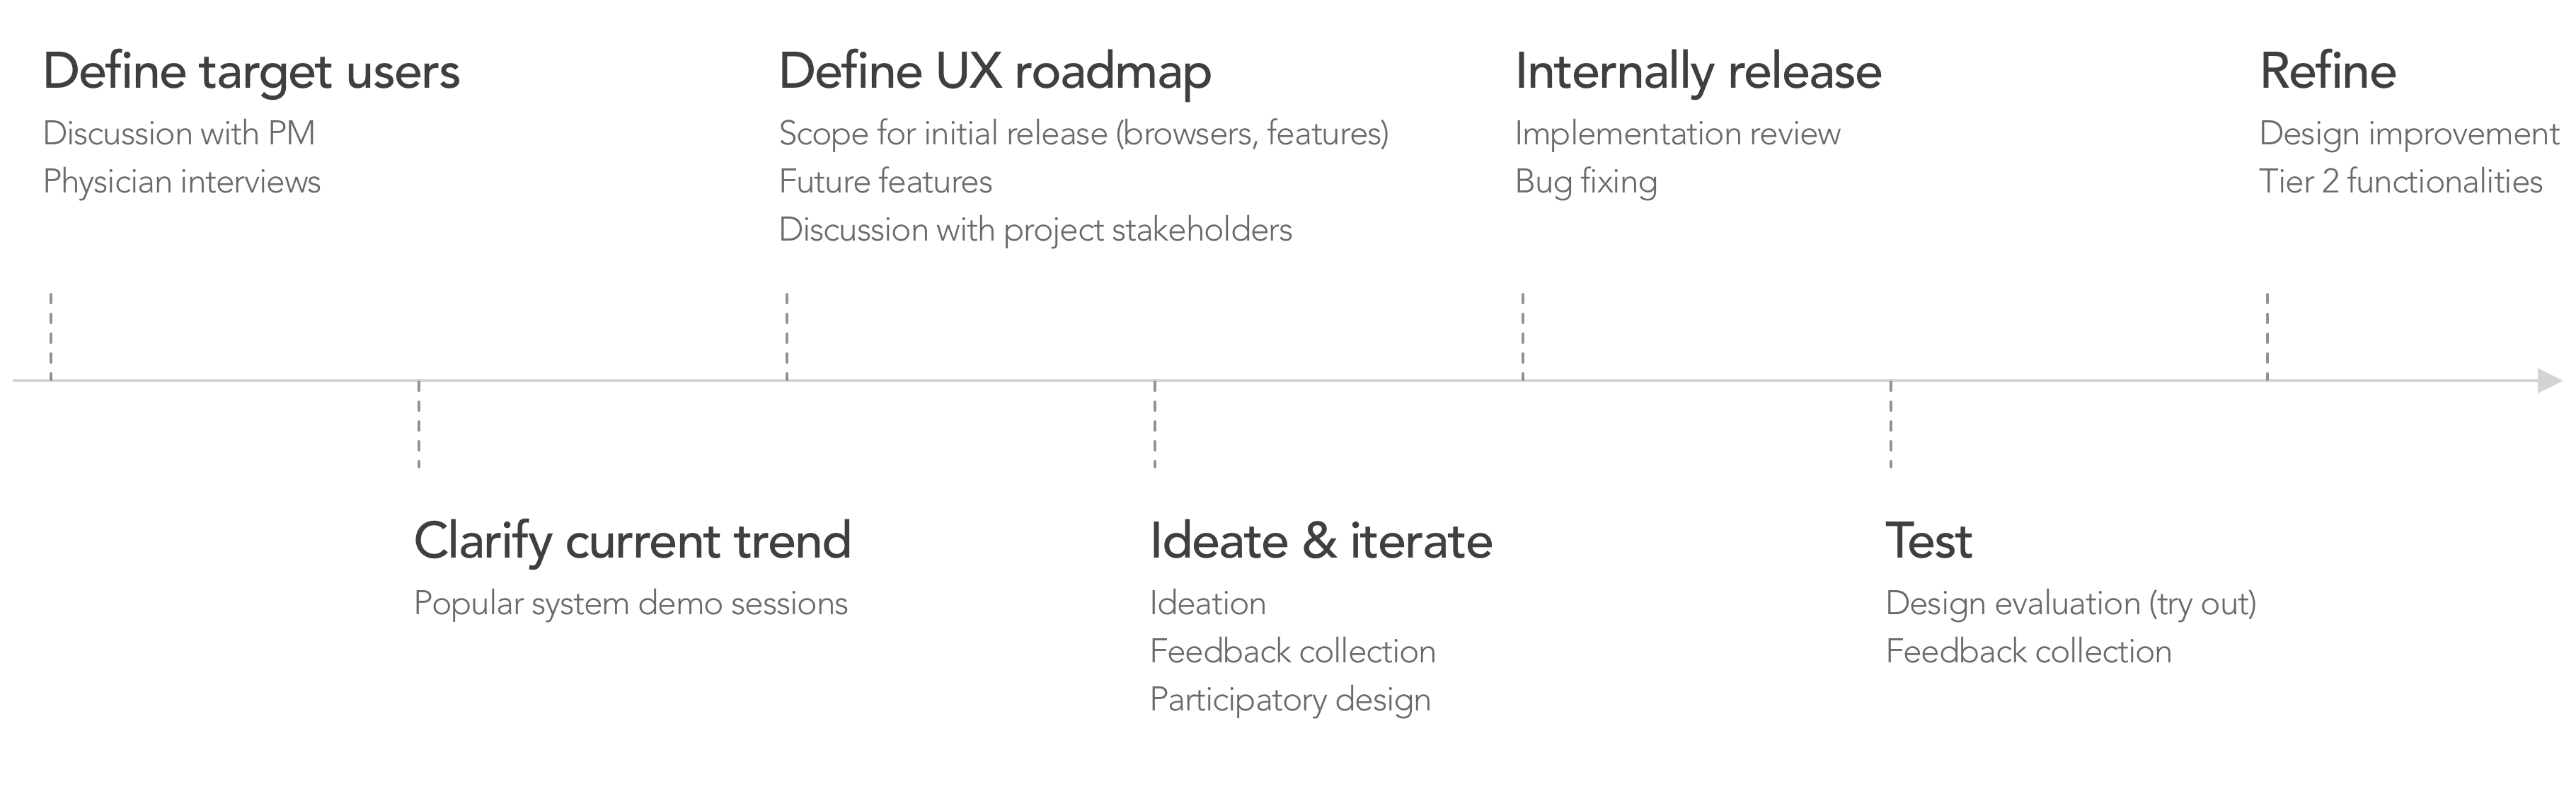 Define target users
Discussion with PM
Physician interviews
Define UX roadmap
Scope for initial release (browsers, features)
Future features
Discussion with project stakeholders
Internally release
Implementation review
Bug fixing
Refine
Design improvement
Tier 2 functionalities
Clarify current trend
Popular system demo sessions
Ideate & iterate
Ideation
Feedback collection
Participatory design
Test
Design evaluation (try out)
Feedback collection